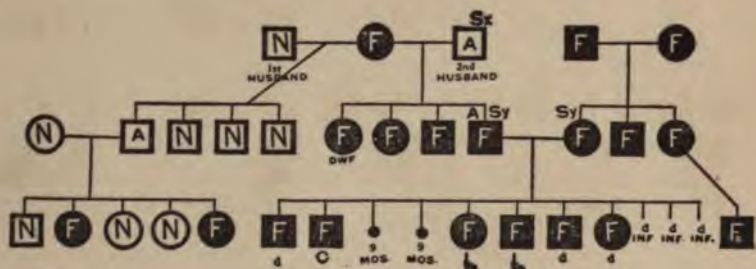 Sx
N F A F F
1st 2nd
HUSBAND HUSBAND
A Sy Sy
N A N N N F F F F F F F
DWF
N F N N F F F F F F F d d d F
INF. INF. INF.
d C 9 9 b b d d
MOS. MOS.